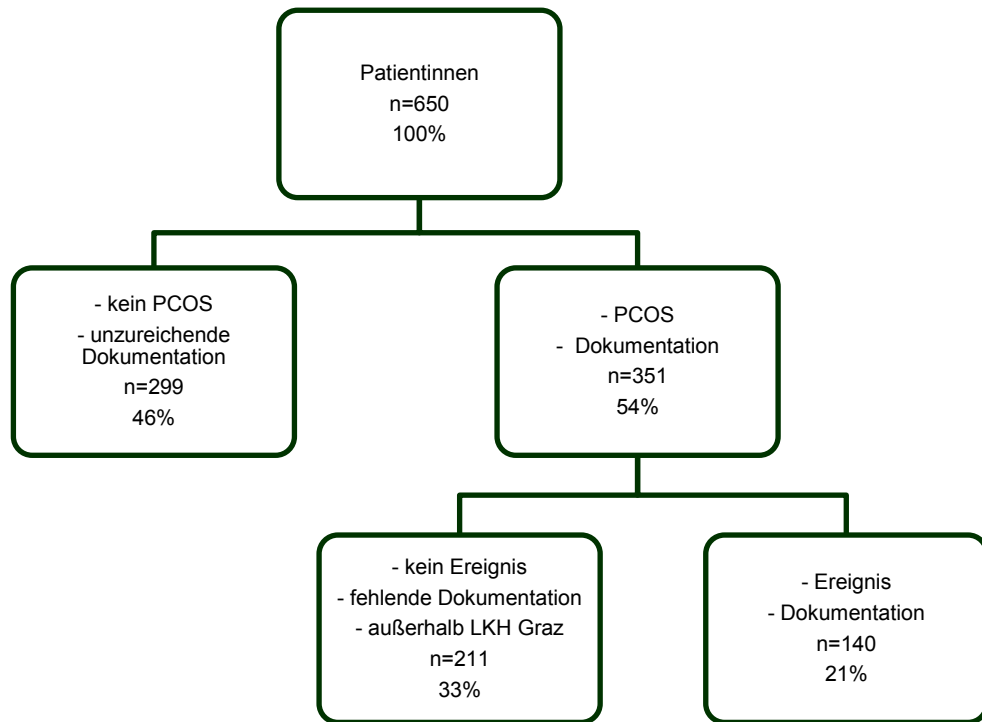 Patientinnen
n=650
100%
- kein PCOS
- unzureichende
Dokumentation
n=299
46%
- PCOS
- Dokumentation
n=351
54%
- kein Ereignis
- fehlende Dokumentation
- außerhalb LKH Graz
n=211
33%
- Ereignis
- Dokumentation
n=140
21%